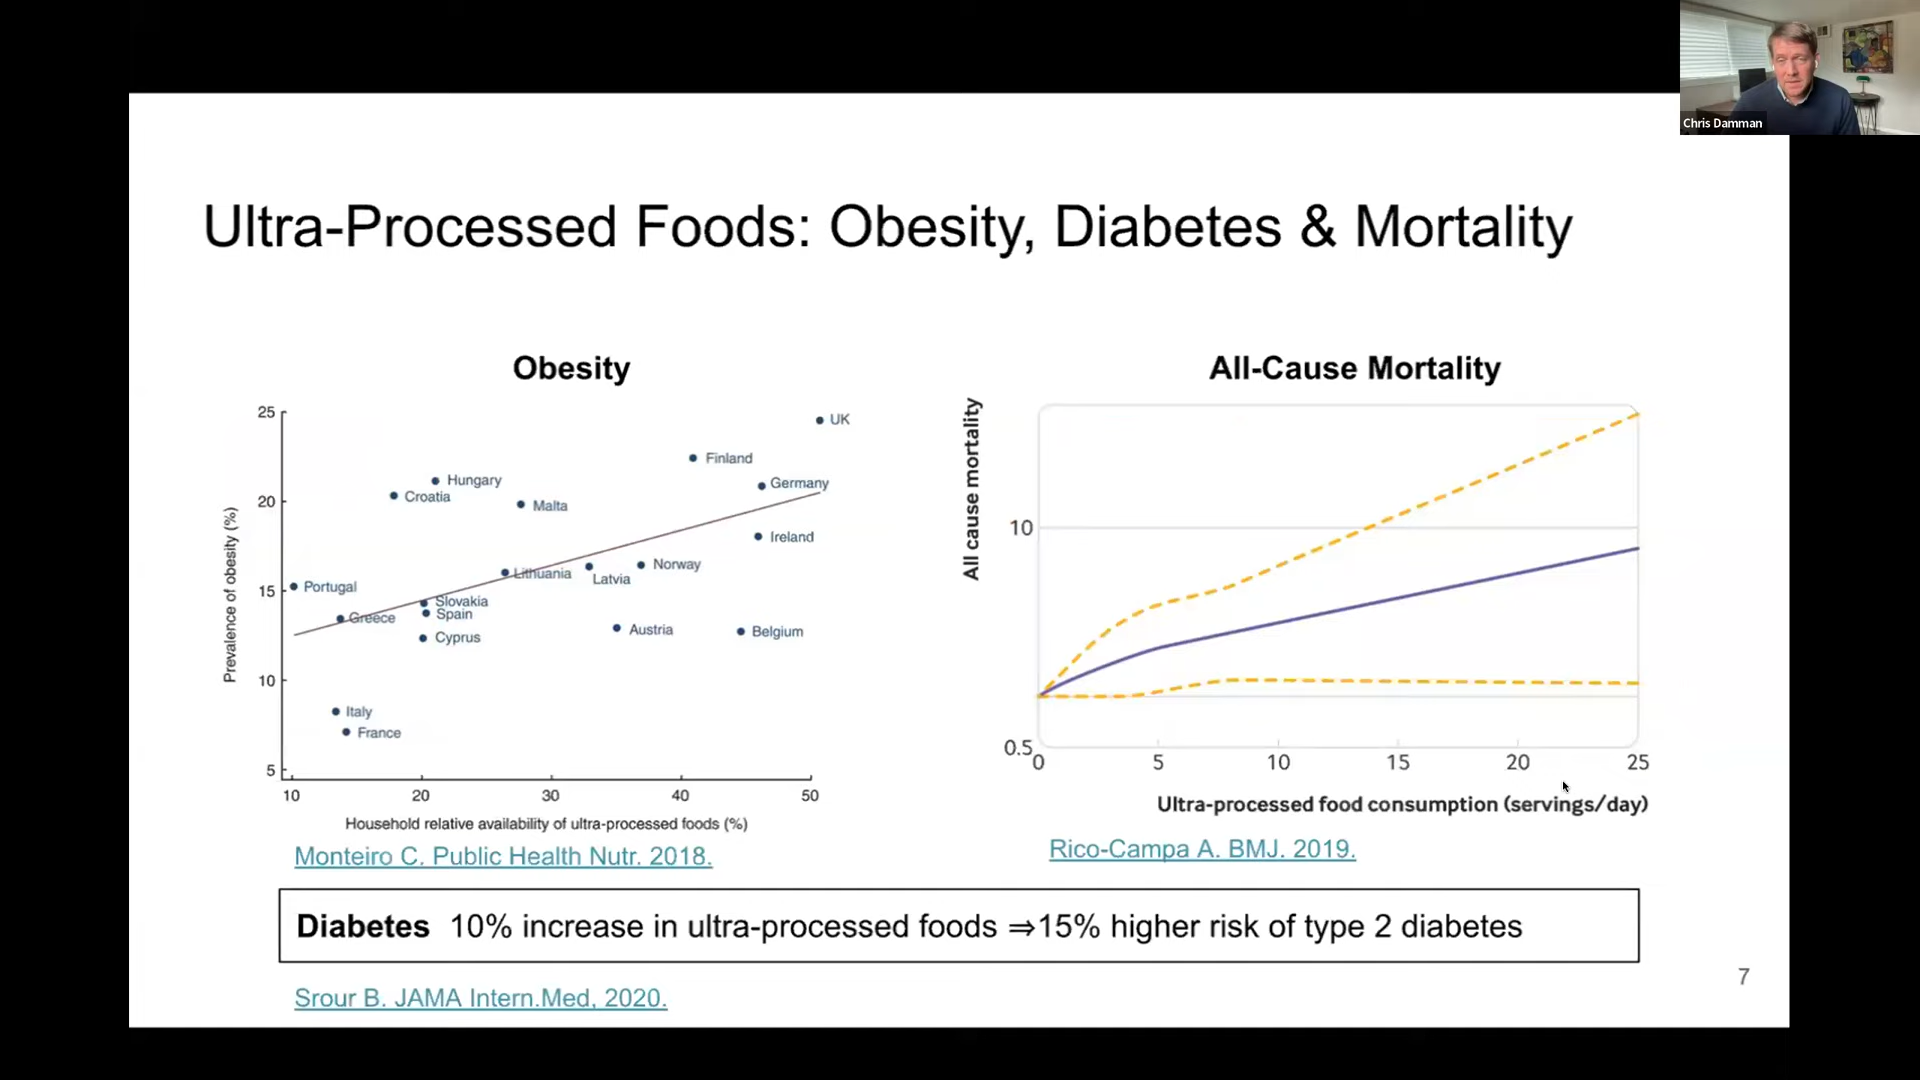 Chris Damman
Ultra-Processed Foods: Obesity, Diabetes & Mortality
Obesity
25
20
15
10
5
Prevalence of obesity (%)
UK
Finland
Germany
Hungary
Croatia
Malta
Ireland
Norway
Lithuania
Latvia
Portugal
Slovakia
Greece
Spain
Austria
Belgium
Cyprus
Italy
France
10 20 30 40 50
Household relative availability of ultra-processed foods (%)
Monteiro C. Public Health Nutr. 2018.
All-Cause Mortality
All cause mortality
10
0.5
0 5 10 15 20 25
Ultra-processed food consumption (servings/day)
Rico-Campa A. BMJ. 2019.
Diabetes 10% increase in ultra-processed foods ⇒15% higher risk of type 2 diabetes
Srour B. JAMA Intern.Med, 2020.
7